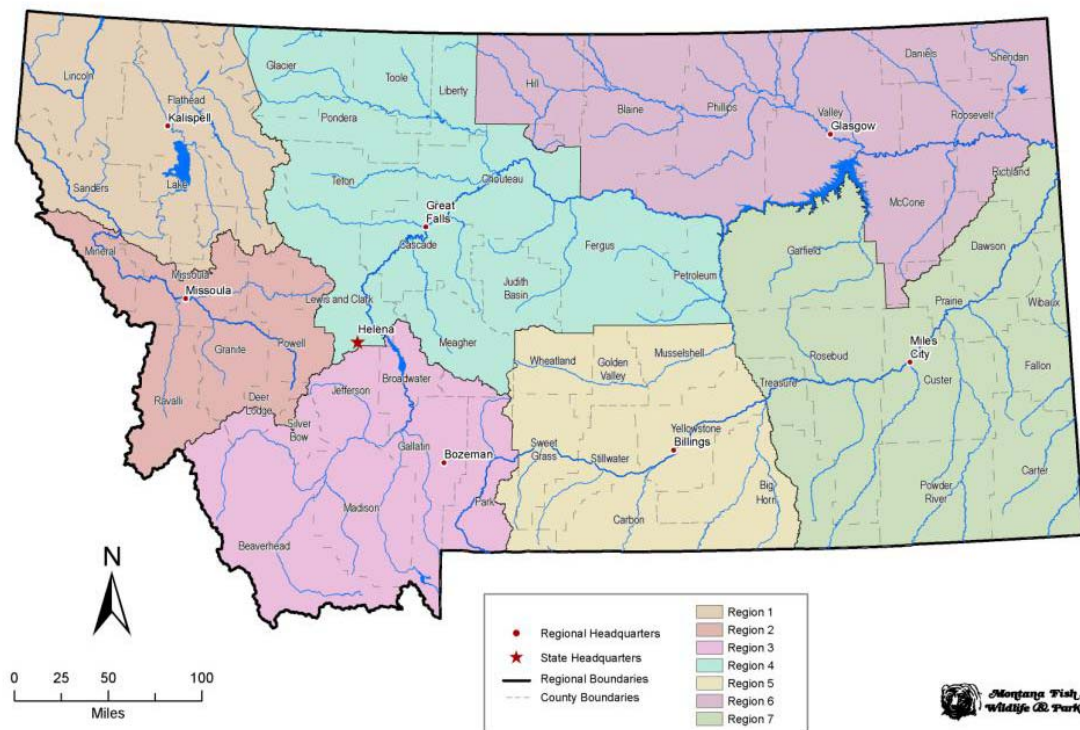 Lincoln
Flathead
Kalispell
Lake
Sanders
Glacier
Toole
Liberty
Pondera
Teton
Chouteau
Great
Falls
Cascade
Judith
Basin
Fergus
Petroleum
Lewis and Clark
Meagher
Hill
Blaine
Phillips
Valley
Glasgow
Daniels
Sheridan
Roosevelt
Richland
McCone
Mineral
Missoula
Missoula
Granite
Powell
Ravalli
Deer
Lodge
Helena
Broadwater
Jefferson
Silver
Bow
Gallatin
Bozeman
Park
Madison
Beaverhead
Wheatland
Golden
Valley
Musselshell
Sweet
Grass
Stillwater
Yellowstone
Billings
Carbon
Big
Horn
Garfield
Dawson
Prairie
Wibaux
Miles
City
Rosebud
Treasure
Custer
Fallon
Powder
River
Carter
N
0 25 50 100
Miles
Regional Headquarters
State Headquarters
Regional Boundaries
County Boundaries
Region 1
Region 2
Region 3
Region 4
Region 5
Region 6
Region 7
Montana Fish
Wildlife & Park